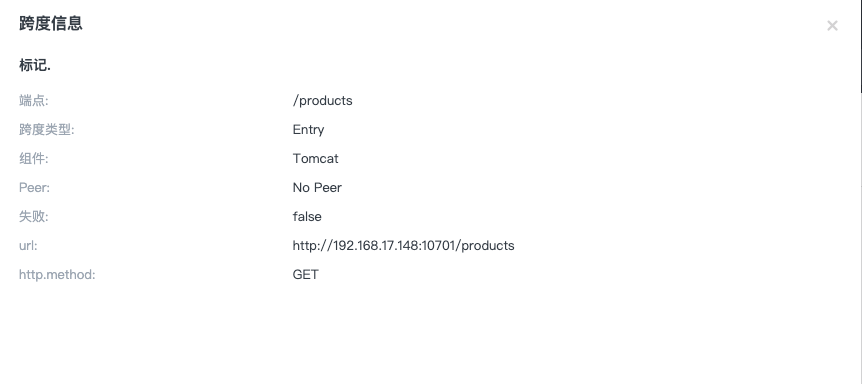 跨度信息
标记.
端点: /products
跨度类型: Entry
组件: Tomcat
Peer: No Peer
失败: false
url: http://192.168.17.148:10701/products
http.method: GET